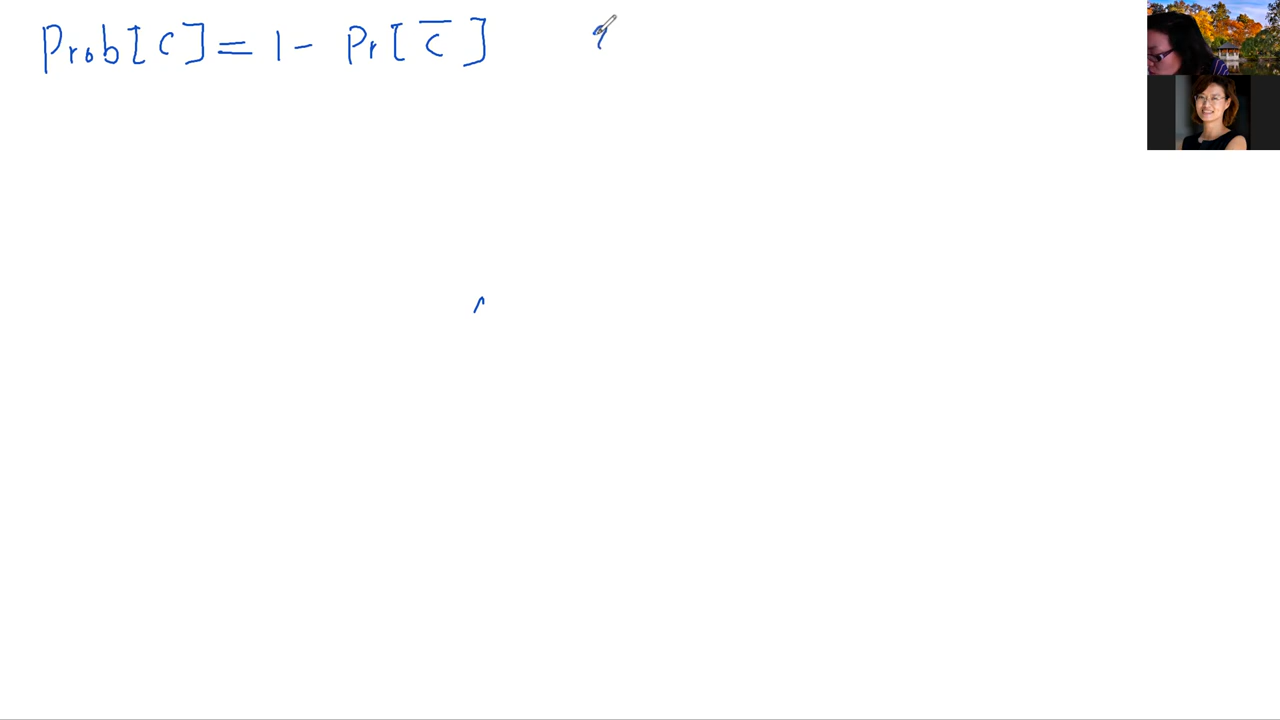 Prob[C] = 1 - Pr[C̅]